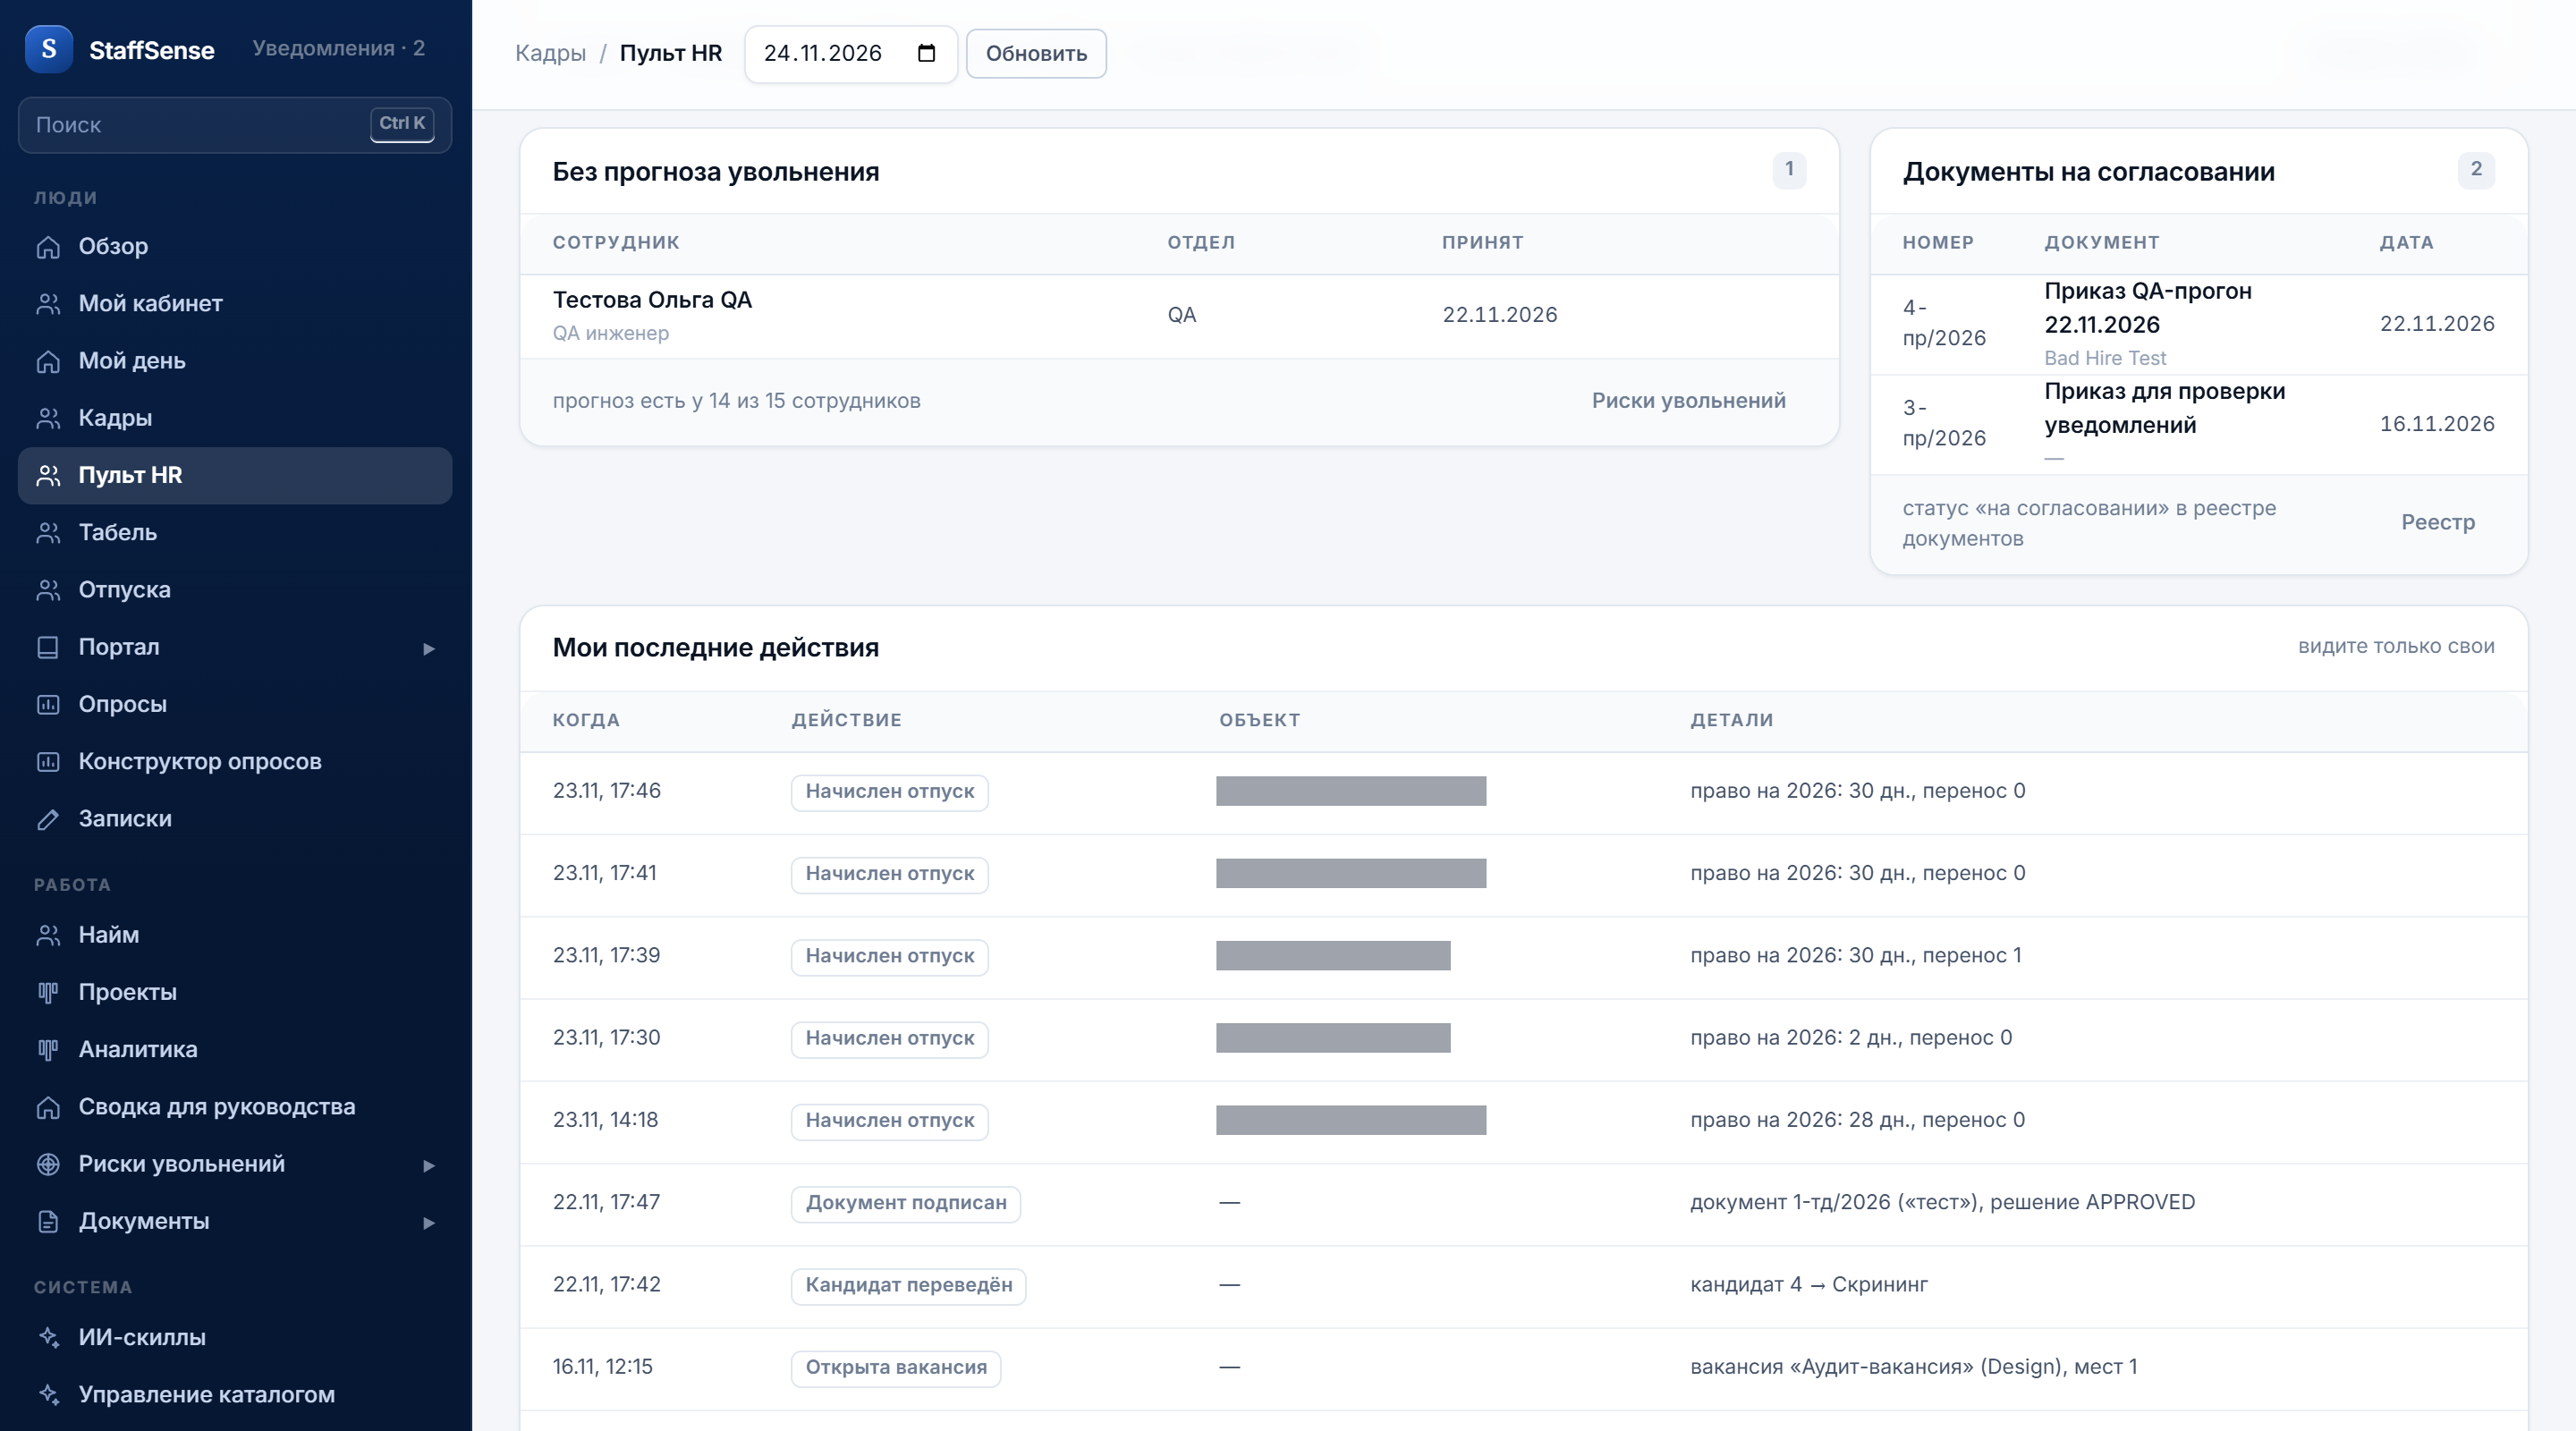 S StaffSense Уведомления · 2
Поиск Ctrl K
ЛЮДИ
Обзор
Мой кабинет
Мой день
Кадры
Пульт HR
Табель
Отпуска
Портал
Опросы
Конструктор опросов
Записки
РАБОТА
Найм
Проекты
Аналитика
Сводка для руководства
Риски увольнений
Документы
СИСТЕМА
ИИ-скиллы
Управление каталогом
Кадры / Пульт HR 24.11.2026 Обновить
Без прогноза увольнения 1
СОТРУДНИК ОТДЕЛ ПРИНЯТ
Тестова Ольга QA
QA инженер
QA 22.11.2026
прогноз есть у 14 из 15 сотрудников Риски увольнений
Документы на согласовании 2
НОМЕР ДОКУМЕНТ ДАТА
4-
пр/2026
Приказ QA-прогон
22.11.2026
Bad Hire Test
22.11.2026
3-
пр/2026
Приказ для проверки
уведомлений
—
16.11.2026
статус «на согласовании» в реестре
документов
Реестр
Мои последние действия видите только свои
КОГДА ДЕЙСТВИЕ ОБЪЕКТ ДЕТАЛИ
23.11, 17:46 Начислен отпуск право на 2026: 30 дн., перенос 0
23.11, 17:41 Начислен отпуск право на 2026: 30 дн., перенос 0
23.11, 17:39 Начислен отпуск право на 2026: 30 дн., перенос 1
23.11, 17:30 Начислен отпуск право на 2026: 2 дн., перенос 0
23.11, 14:18 Начислен отпуск право на 2026: 28 дн., перенос 0
22.11, 17:47 Документ подписан — документ 1-тд/2026 («тест»), решение APPROVED
22.11, 17:42 Кандидат переведён — кандидат 4 → Скрининг
16.11, 12:15 Открыта вакансия — вакансия «Аудит-вакансия» (Design), мест 1